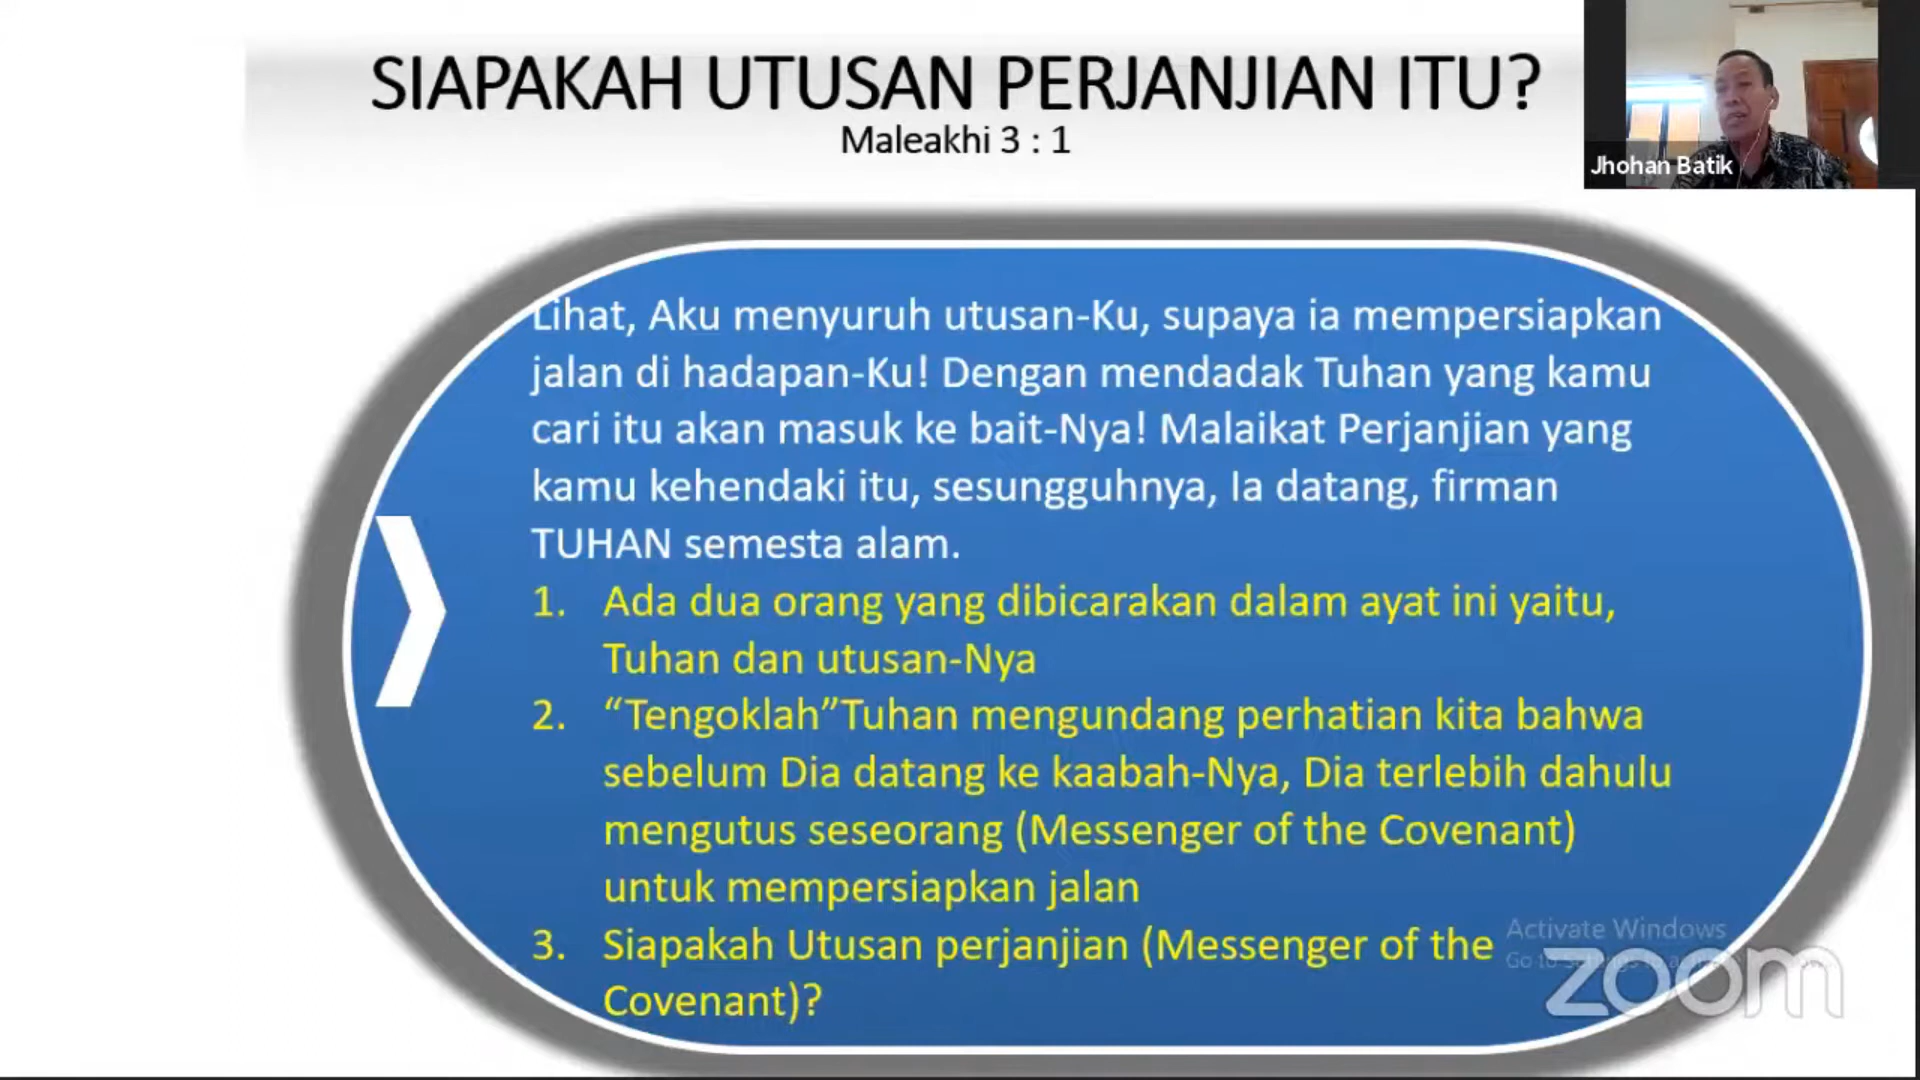 SIAPAKAH UTUSAN PERJANJIAN ITU?
Maleakhi 3 : 1
Jhohan Batik
Lihat, Aku menyuruh utusan-Ku, supaya ia mempersiapkan
jalan di hadapan-Ku! Dengan mendadak Tuhan yang kamu
cari itu akan masuk ke bait-Nya! Malaikat Perjanjian yang
kamu kehendaki itu, sesungguhnya, Ia datang, firman
TUHAN semesta alam.
1. Ada dua orang yang dibicarakan dalam ayat ini yaitu,
Tuhan dan utusan-Nya
2. “Tengoklah”Tuhan mengundang perhatian kita bahwa
sebelum Dia datang ke kaabah-Nya, Dia terlebih dahulu
mengutus seseorang (Messenger of the Covenant)
untuk mempersiapkan jalan
3. Siapakah Utusan perjanjian (Messenger of the
Covenant)?
Activate Windows
Go to
zoom